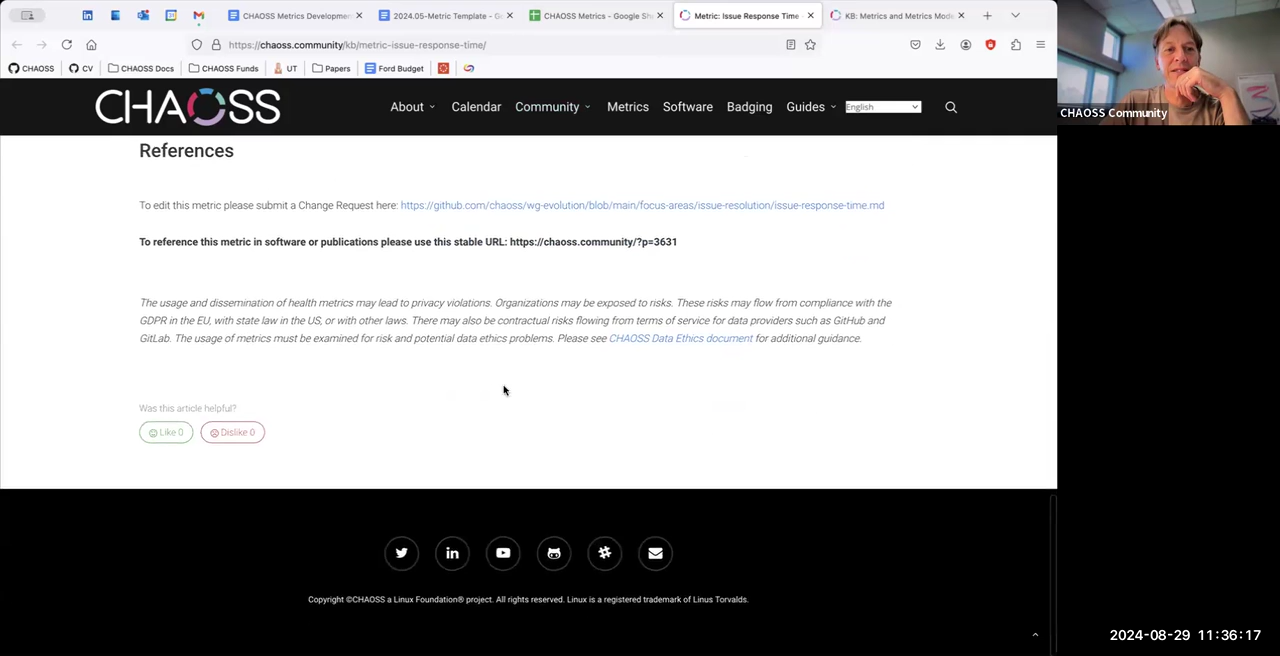 CHAOSS Metrics Developmen
2024.05-Metric Template - G
CHAOSS Metrics - Google Sh
Metric: Issue Response Time
KB: Metrics and Metrics Mod
https://chaoss.community/kb/metric-issue-response-time/
CHAOSS
CV
CHAOSS Docs
CHAOSS Funds
UT
Papers
Ford Budget
CHAOSS
About
Calendar
Community
Metrics
Software
Badging
Guides
English
CHAOSS Community
References
To edit this metric please submit a Change Request here: https://github.com/chaoss/wg-evolution/blob/main/focus-areas/issue-resolution/issue-response-time.md
To reference this metric in software or publications please use this stable URL: https://chaoss.community/?p=3631
The usage and dissemination of health metrics may lead to privacy violations. Organizations may be exposed to risks. These risks may flow from compliance with the
GDPR in the EU, with state law in the US, or with other laws. There may also be contractual risks flowing from terms of service for data providers such as GitHub and
GitLab. The usage of metrics must be examined for risk and potential data ethics problems. Please see CHAOSS Data Ethics document for additional guidance.
Was this article helpful?
Like 0
Dislike 0
Copyright ©CHAOSS a Linux Foundation® project. All rights reserved. Linux is a registered trademark of Linus Torvalds.
2024-08-29 11:36:17